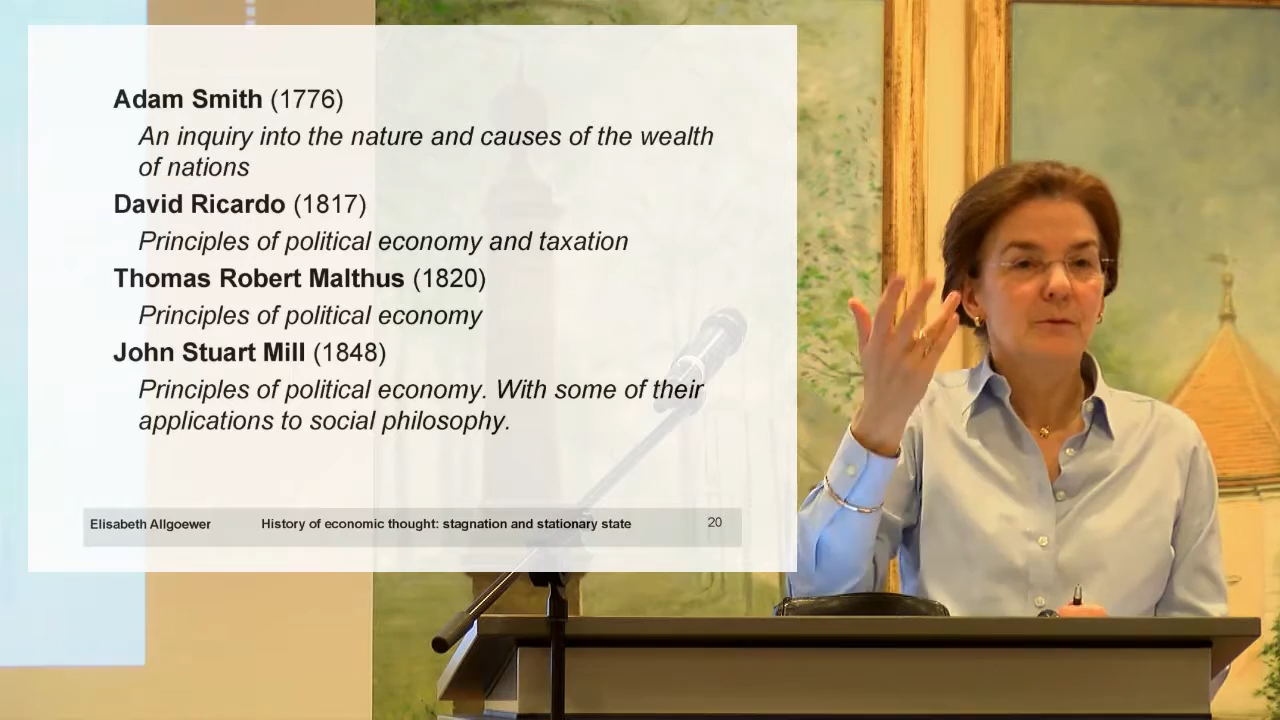 Adam Smith (1776)
An inquiry into the nature and causes of the wealth
of nations
David Ricardo (1817)
Principles of political economy and taxation
Thomas Robert Malthus (1820)
Principles of political economy
John Stuart Mill (1848)
Principles of political economy. With some of their
applications to social philosophy.
Elisabeth Allgoewer History of economic thought: stagnation and stationary state 20